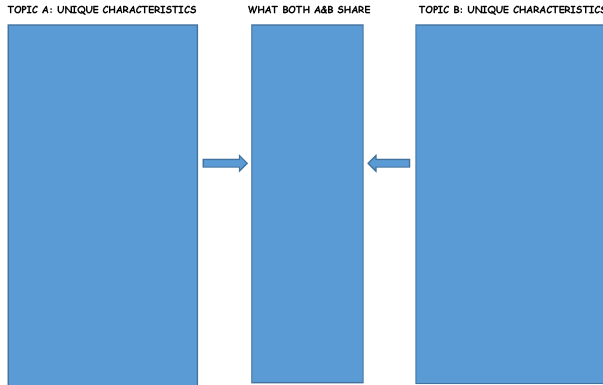 TOPIC A: UNIQUE CHARACTERISTICS
WHAT BOTH A&B SHARE
TOPIC B: UNIQUE CHARACTERISTICS